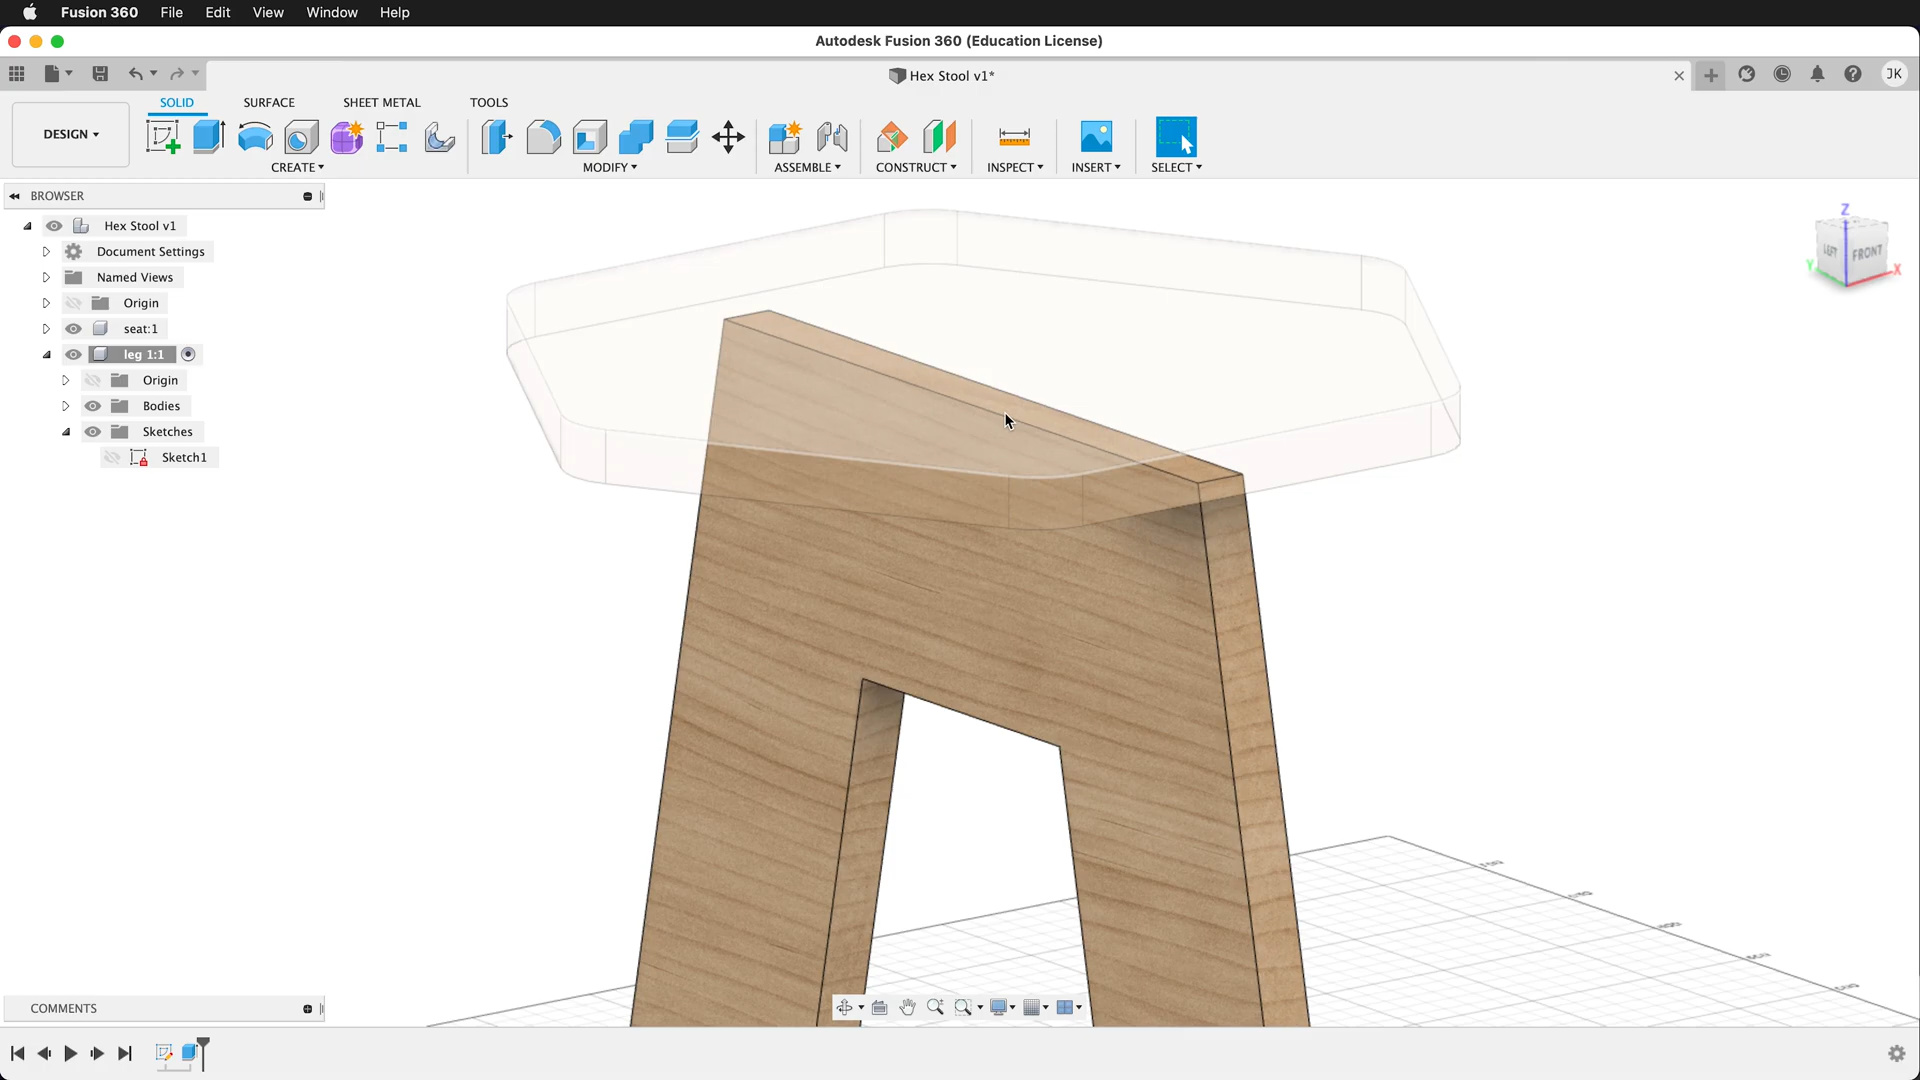 Fusion 360 File Edit View Window Help
Autodesk Fusion 360 (Education License)
Hex Stool v1*
JK
SOLID SURFACE SHEET METAL TOOLS
DESIGN
CREATE MODIFY ASSEMBLE CONSTRUCT INSPECT INSERT SELECT
BROWSER
Hex Stool v1
Document Settings
Named Views
Origin
seat:1
leg 1:1
Origin
Bodies
Sketches
Sketch1
Z
LEFT FRONT
Y X
COMMENTS